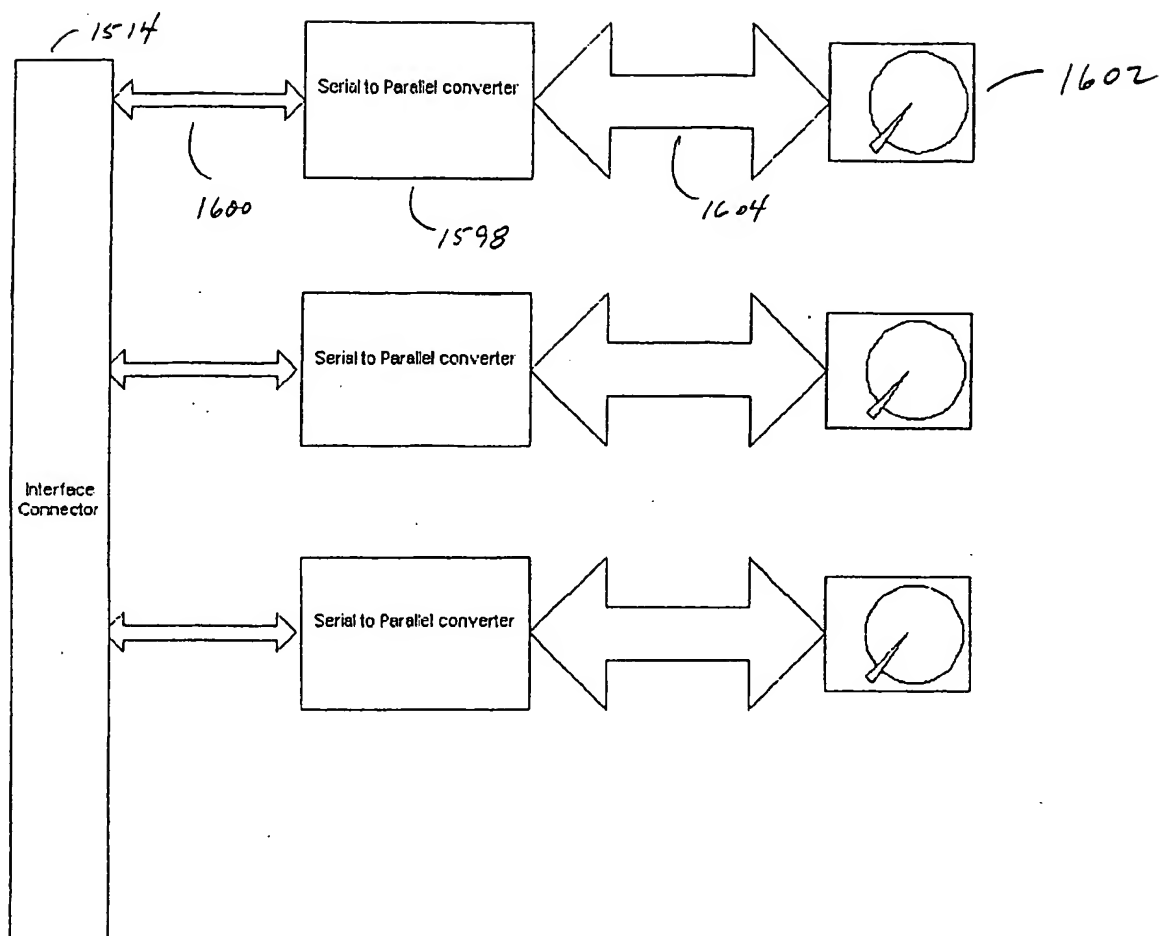 1514
Serial to Parallel converter
1602
1600
1598
1604
Serial to Parallel converter
Interface
Connector
Serial to Parallel converter